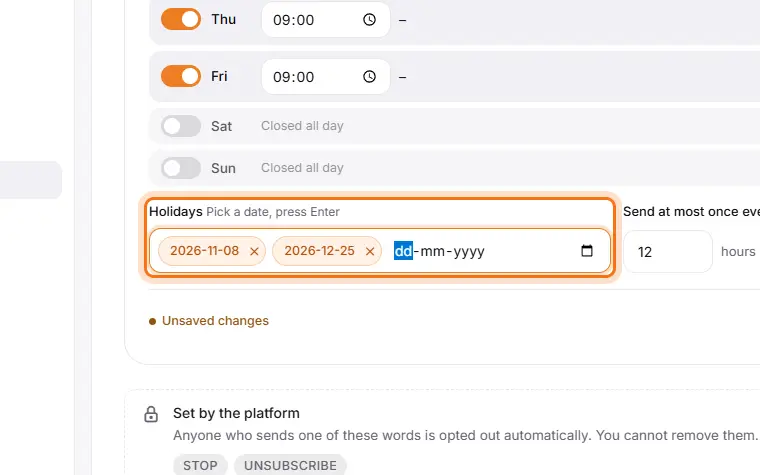 Thu 09:00 –
Fri 09:00 –
Sat Closed all day
Sun Closed all day
Holidays Pick a date, press Enter
Send at most once eve
2026-11-08 × 2026-12-25 × dd-mm-yyyy
12 hours
Unsaved changes
Set by the platform
Anyone who sends one of these words is opted out automatically. You cannot remove them.
STOP UNSUBSCRIBE